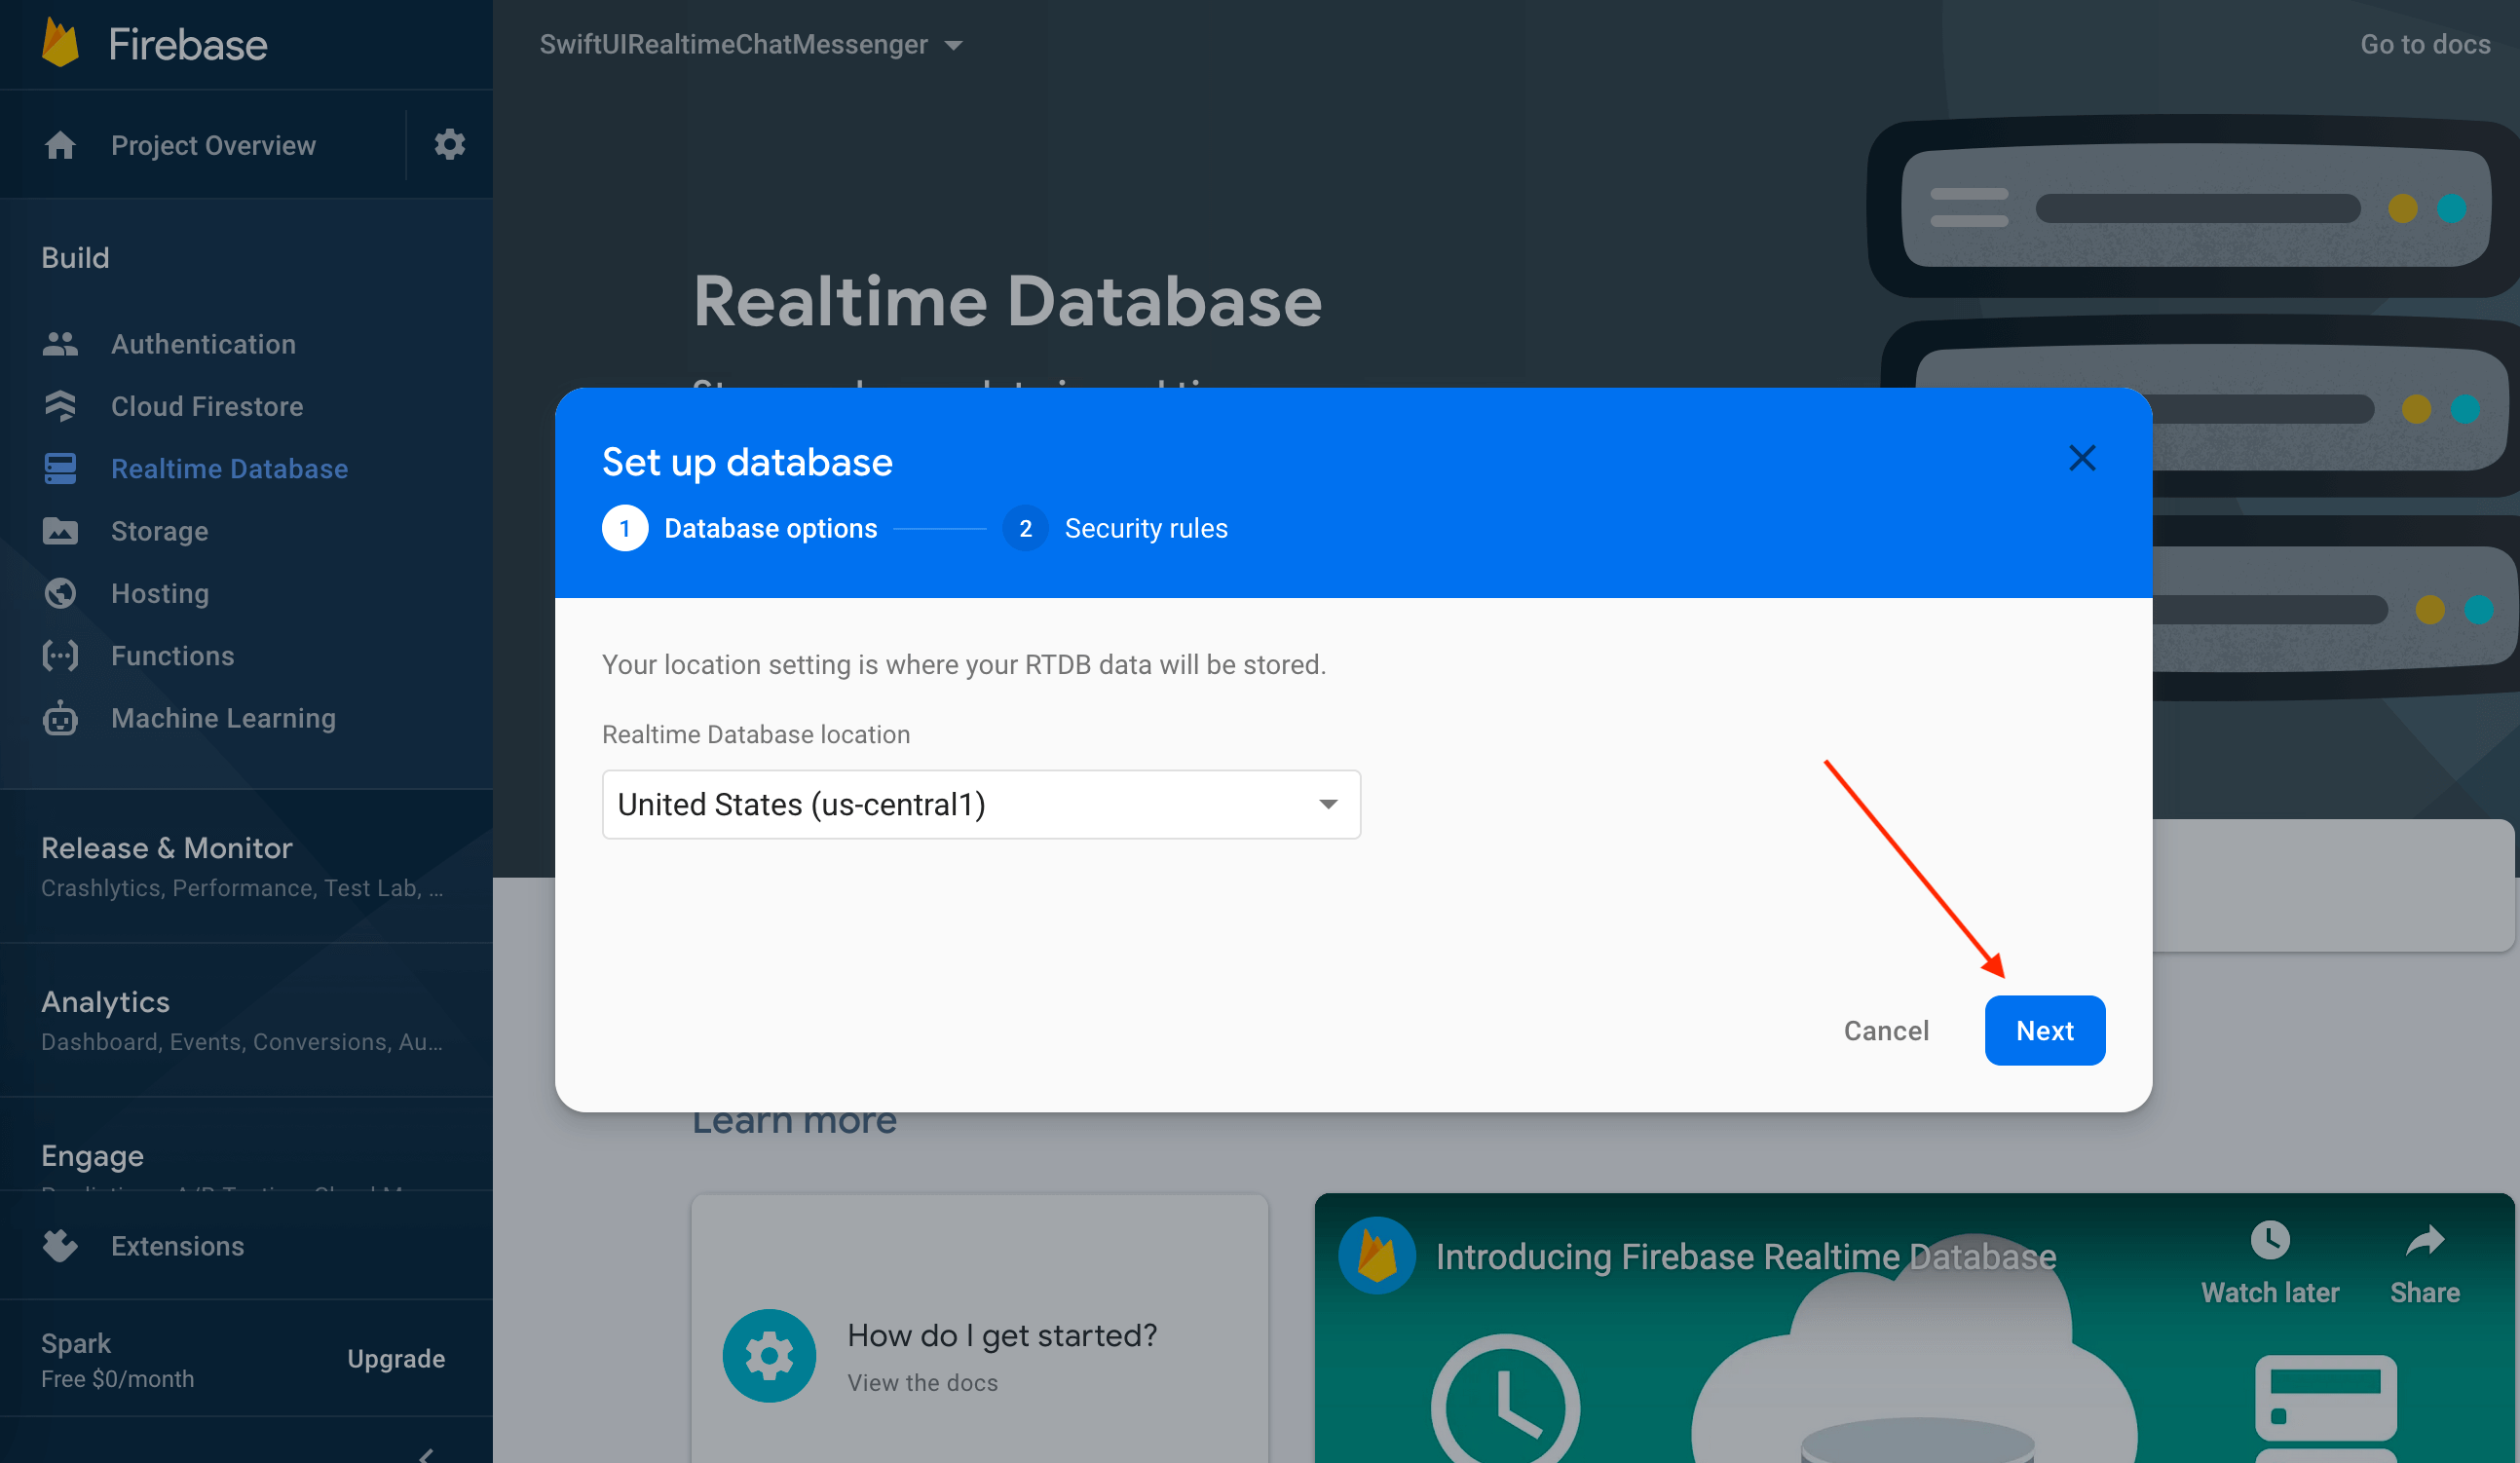 Firebase
SwiftUIRealtimeChatMessenger
Go to docs
Project Overview
Build
Authentication
Cloud Firestore
Realtime Database
Storage
Hosting
Functions
Machine Learning
Release & Monitor
Crashlytics, Performance, Test Lab, ...
Analytics
Dashboard, Events, Conversions, Au...
Engage
Extensions
Spark
Free $0/month
Upgrade
Realtime Database
Set up database
1 Database options
2 Security rules
Your location setting is where your RTDB data will be stored.
Realtime Database location
United States (us-central1)
Cancel
Next
Learn more
How do I get started?
View the docs
Introducing Firebase Realtime Database
Watch later
Share